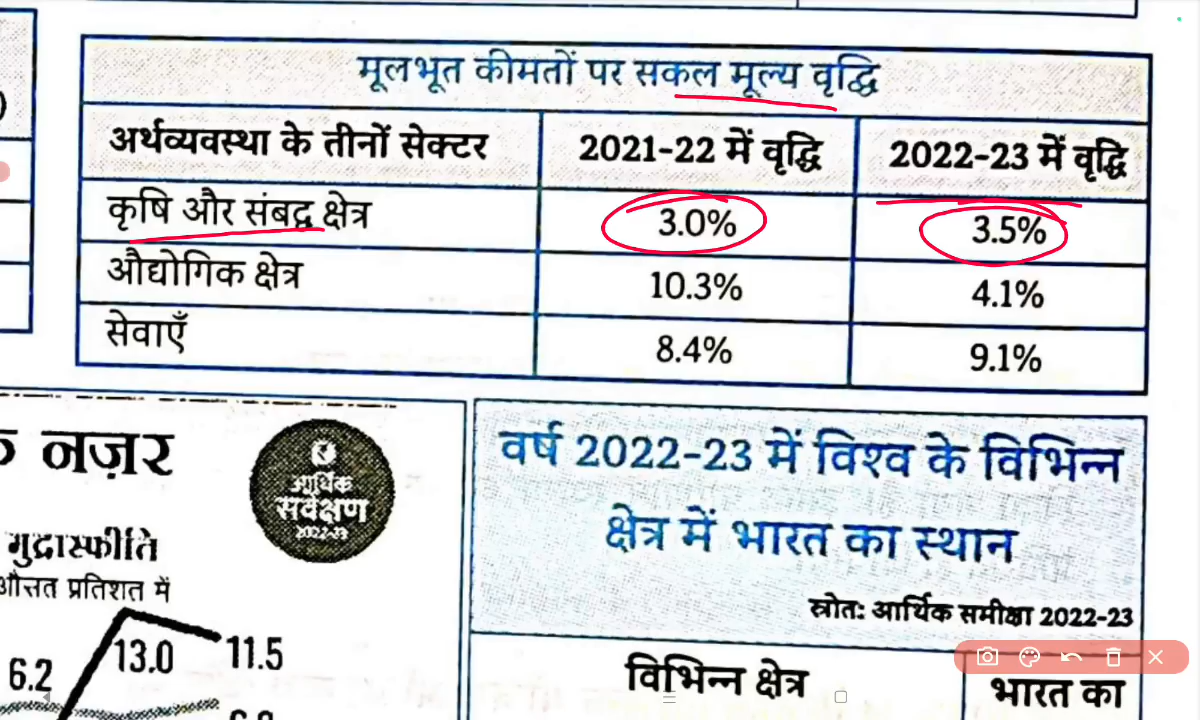 मूलभूत कीमतों पर सकल मूल्य वृद्धि
अर्थव्यवस्था के तीनों सेक्टर 2021-22 में वृद्धि 2022-23 में वृद्धि
कृषि और संबद्ध क्षेत्र 3.0% 3.5%
औद्योगिक क्षेत्र 10.3% 4.1%
सेवाएँ 8.4% 9.1%
नज़र
आर्थिक
सर्वेक्षण
2022-23
मुद्रास्फीति
औसत प्रतिशत में
13.0 11.5
6.2
वर्ष 2022-23 में विश्व के विभिन्न
क्षेत्र में भारत का स्थान
स्रोत: आर्थिक समीक्षा 2022-23
विभिन्न क्षेत्र भारत का